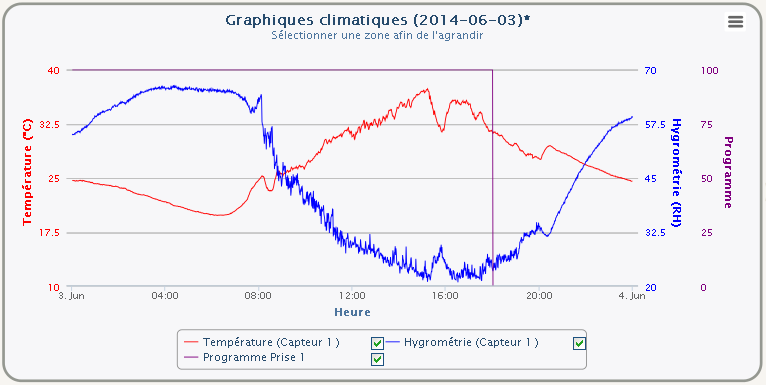 Graphiques climatiques (2014-06-03)*
Sélectionner une zone afin de l'agrandir
40 70 100
32.5 57.5 75
25 45 50
17.5 32.5 25
10 20 0
Température (°C)
Hygrométrie (RH)
Programme
3. Jun 04:00 08:00 12:00 16:00 20:00 4. Jun
Heure
Température (Capteur 1 ) Hygrométrie (Capteur 1 )
Programme Prise 1